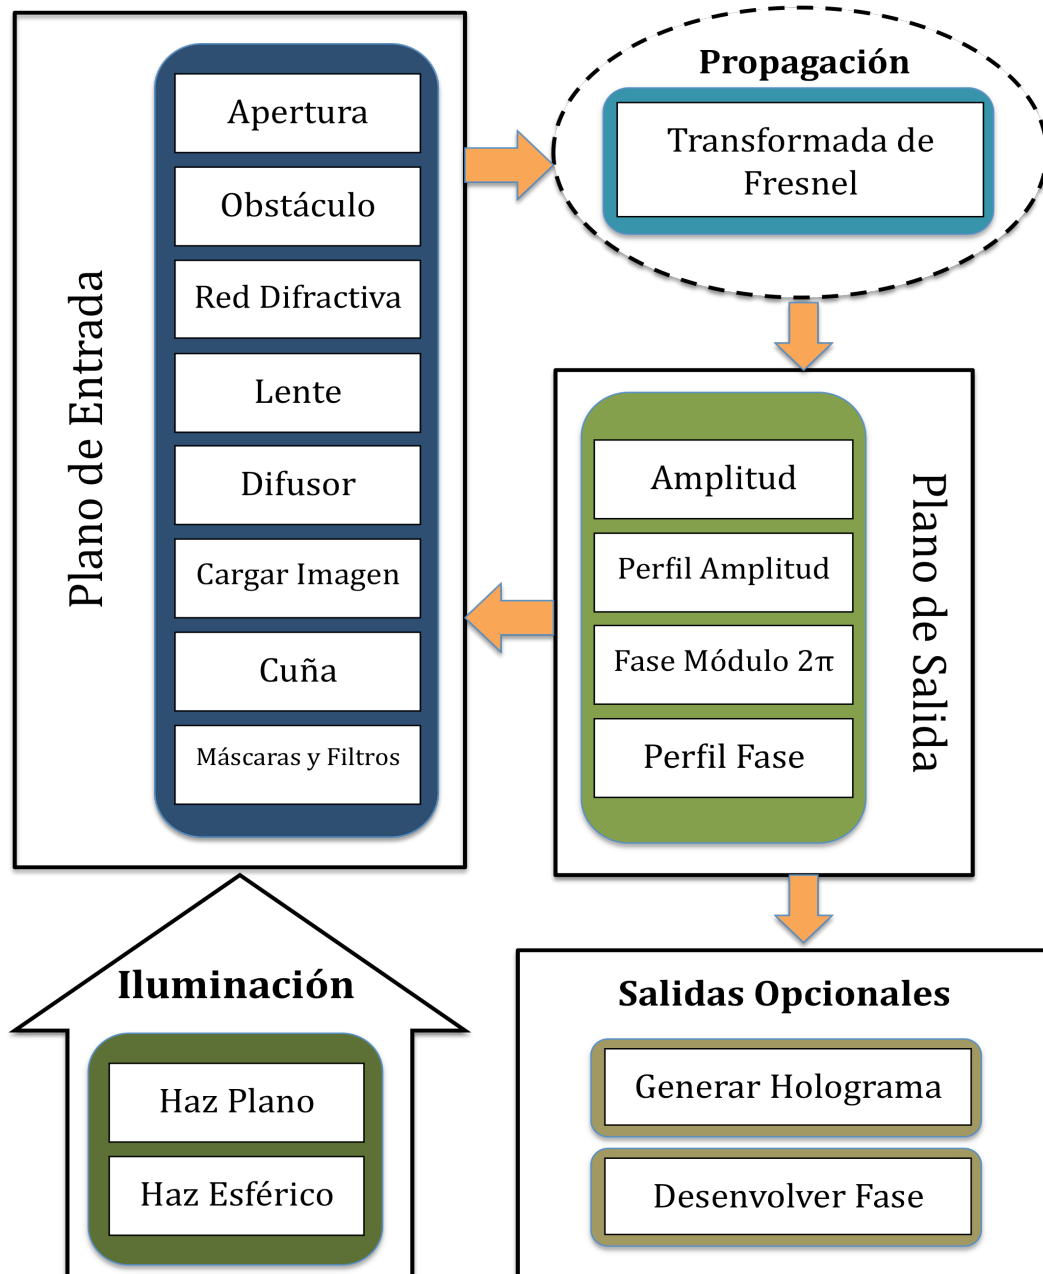 Plano de Entrada
Apertura
Obstáculo
Red Difractiva
Lente
Difusor
Cargar Imagen
Cuña
Máscaras y Filtros
Propagación
Transformada de
Fresnel
Amplitud
Perfil Amplitud
Fase Módulo 2π
Perfil Fase
Plano de Salida
Iluminación
Haz Plano
Haz Esférico
Salidas Opcionales
Generar Holograma
Desenvolver Fase